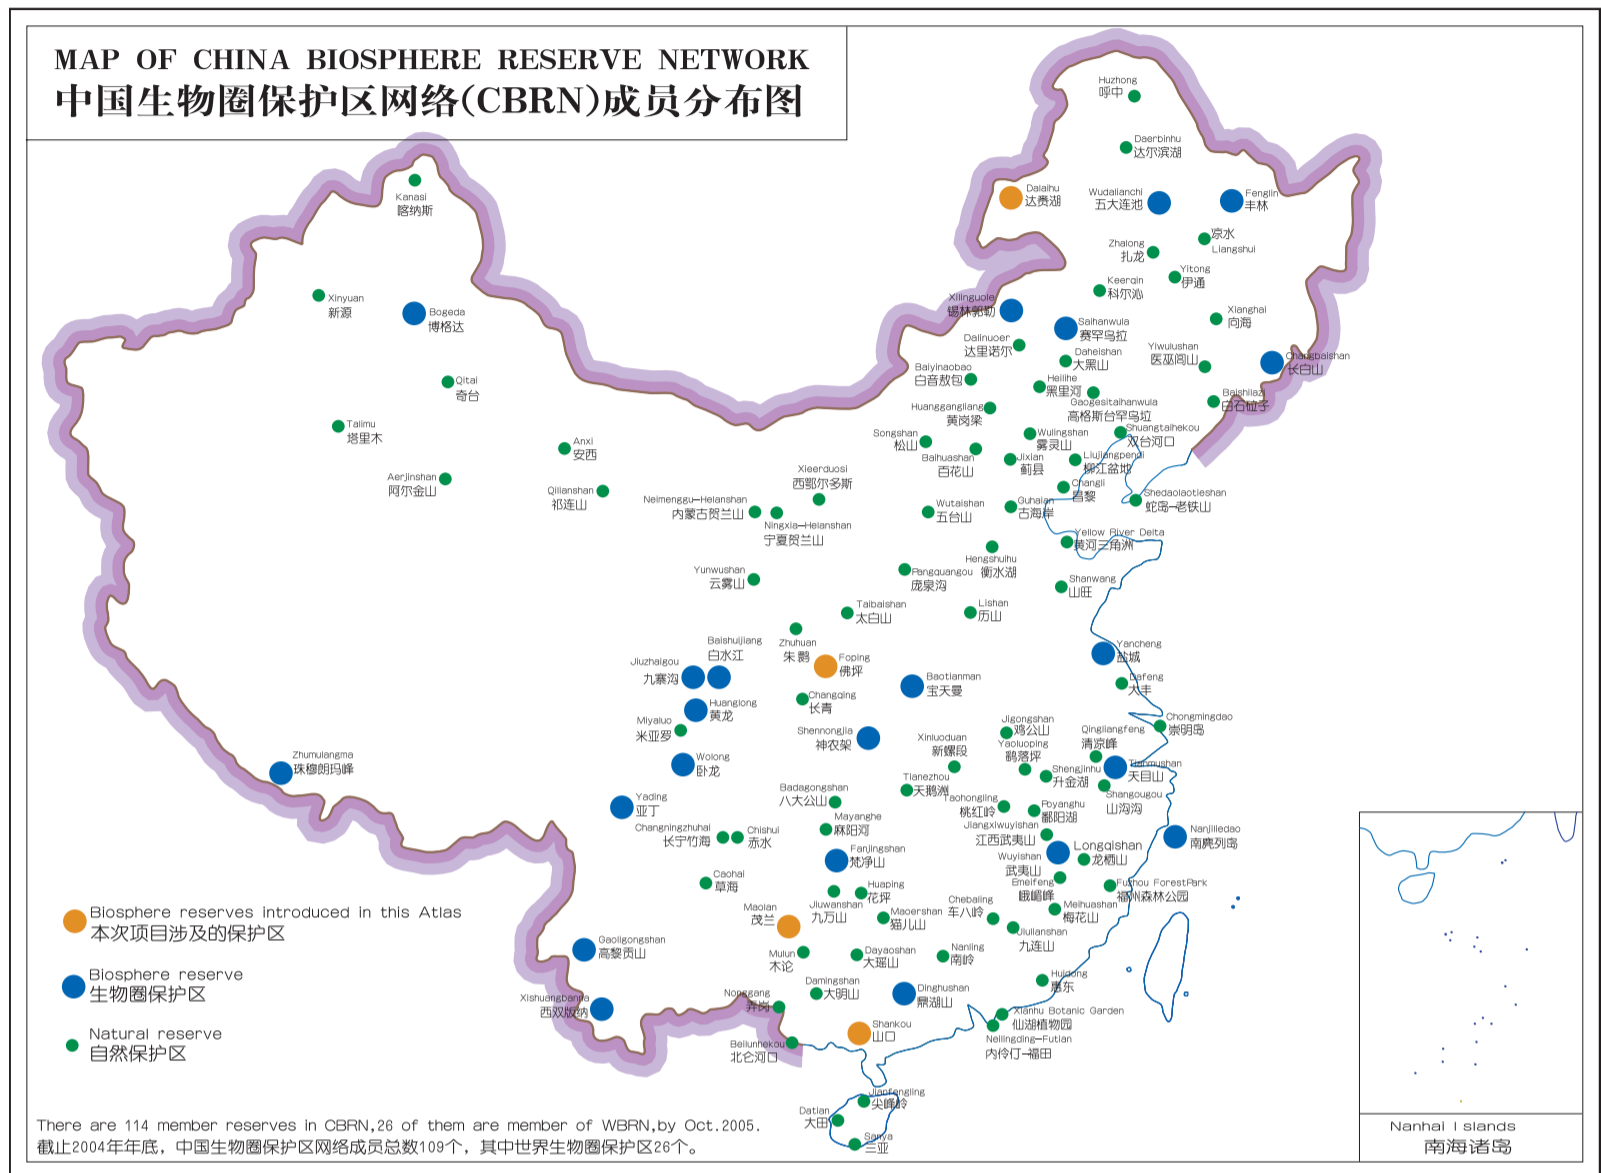 MAP OF CHINA BIOSPHERE RESERVE NETWORK
中国生物圈保护区网络(CBRN)成员分布图
Huzhong
呼中
Daerbinhu
达尔滨湖
Dalaihu
达赉湖
Wudalianchi
五大连池
Fenglin
丰林
Kanasi
喀纳斯
凉水
Liangshui
Zhalong
扎龙
Yitong
伊通
Keerqin
科尔沁
Xinyuan
新源
Bogeda
博格达
Xilinguole
锡林郭勒
Saihanwula
赛罕乌拉
Xianghai
向海
Dalinuoer
达里诺尔
Daheishan
大黑山
Yiwulushan
医巫闾山
Changbaishan
长白山
Baiyinaobao
白音敖包
Heilihe
黑里河
Qitai
奇台
Gaogesitaihanwula
高格斯台罕乌拉
Baishilazi
白石砬子
Huanggangliang
黄岗梁
Talimu
塔里木
Anxi
安西
Songshan
松山
Wulingshan
雾灵山
Shuangtaihekou
双台河口
Baihuashan
百花山
Jixian
蓟县
Liujiangpendi
柳江盆地
Aerjinshan
阿尔金山
Qilianshan
祁连山
Xieerduosi
西鄂尔多斯
Changli
昌黎
Shedaolaotieshan
蛇岛-老铁山
Neimenggu-Helanshan
内蒙古贺兰山
Ningxia-Helanshan
宁夏贺兰山
Wutaishan
五台山
Guhaian
古海岸
Yellow River Delta
黄河三角洲
Hengshuihu
衡水湖
Yunwushan
云雾山
Pangquangou
庞泉沟
Shanwang
山旺
Taibaishan
太白山
Lishan
历山
Zhuhuan
朱鹮
Baishuijiang
白水江
Jiuzhaigou
九寨沟
Foping
佛坪
Yancheng
盐城
Baotianman
宝天曼
Dafeng
大丰
Huanglong
黄龙
Changqing
长青
Miyaluo
米亚罗
Shennongjia
神农架
Xinluoduan
新螺段
Jigongshan
鸡公山
Yaoluoping
鹞落坪
Qingliangfeng
清凉峰
Chongmingdao
崇明岛
Zhumulangma
珠穆朗玛峰
Wolong
卧龙
Shengjinhu
升金湖
Tianmushan
天目山
Yading
亚丁
Badagongshan
八大公山
Tianezhou
天鹅洲
Taohongling
桃红岭
Poyanghu
鄱阳湖
Shangougou
山沟沟
Mayanghe
麻阳河
Changningzhuhai
长宁竹海
Chishui
赤水
Jiangxiwuyishan
江西武夷山
Nanjiliedao
南麂列岛
Fanjingshan
梵净山
Wuyishan
武夷山
Longqishan
龙栖山
Caohai
草海
Huaping
花坪
Emeifeng
峨嵋峰
Fuzhou ForestPark
福州森林公园
Jiuwanshan
九万山
Maolan
茂兰
Maoershan
猫儿山
Chebaling
车八岭
Meihuashan
梅花山
Jiulianshan
九连山
Biosphere reserves introduced in this Atlas
本次项目涉及的保护区
Gaoligongshan
高黎贡山
Mulun
木论
Dayaoshan
大瑶山
Nanling
南岭
Biosphere reserve
生物圈保护区
Huidong
惠东
Xishuangbanna
西双版纳
Nonggang
弄岗
Damingshan
大明山
Dinghushan
鼎湖山
Xianhu Botanic Garden
仙湖植物园
Natural reserve
自然保护区
Shankou
山口
Neilingding-Futian
内伶仃-福田
Beilunhekou
北仑河口
Jianfengling
尖峰岭
Datian
大田
Sanya
三亚
There are 114 member reserves in CBRN,26 of them are member of WBRN,by Oct.2005.
截止2004年年底，中国生物圈保护区网络成员总数109个，其中世界生物圈保护区26个。
Nanhai Islands
南海诸岛